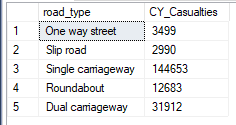 road_type CY_Casualties
1 One way street 3499
2 Slip road 2990
3 Single carriageway 144653
4 Roundabout 12683
5 Dual carriageway 31912